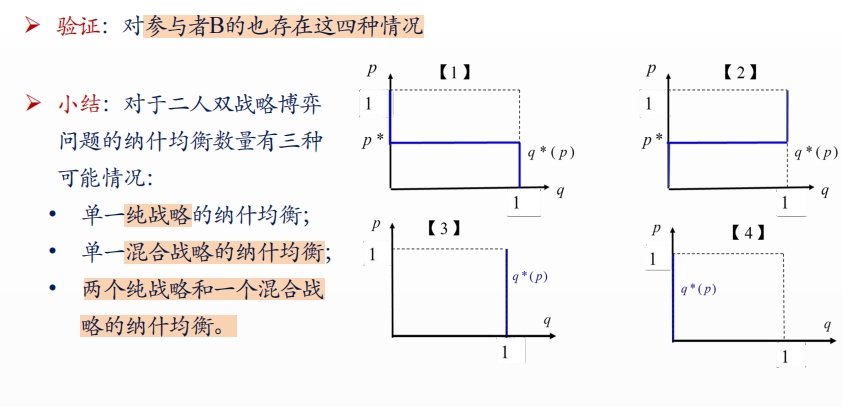 验证：对参与者B的也存在这四种情况
小结：对于二人双战略博弈
问题的纳什均衡数量有三种
可能情况：
• 单一纯战略的纳什均衡；
• 单一混合战略的纳什均衡；
• 两个纯战略和一个混合战
略的纳什均衡。
p 【1】
1
p*
q*(p)
1 q
p 【2】
1
p*
q*(p)
1 q
p 【3】
1
q*(p)
q
1
p 【4】
1
q*(p)
q
1